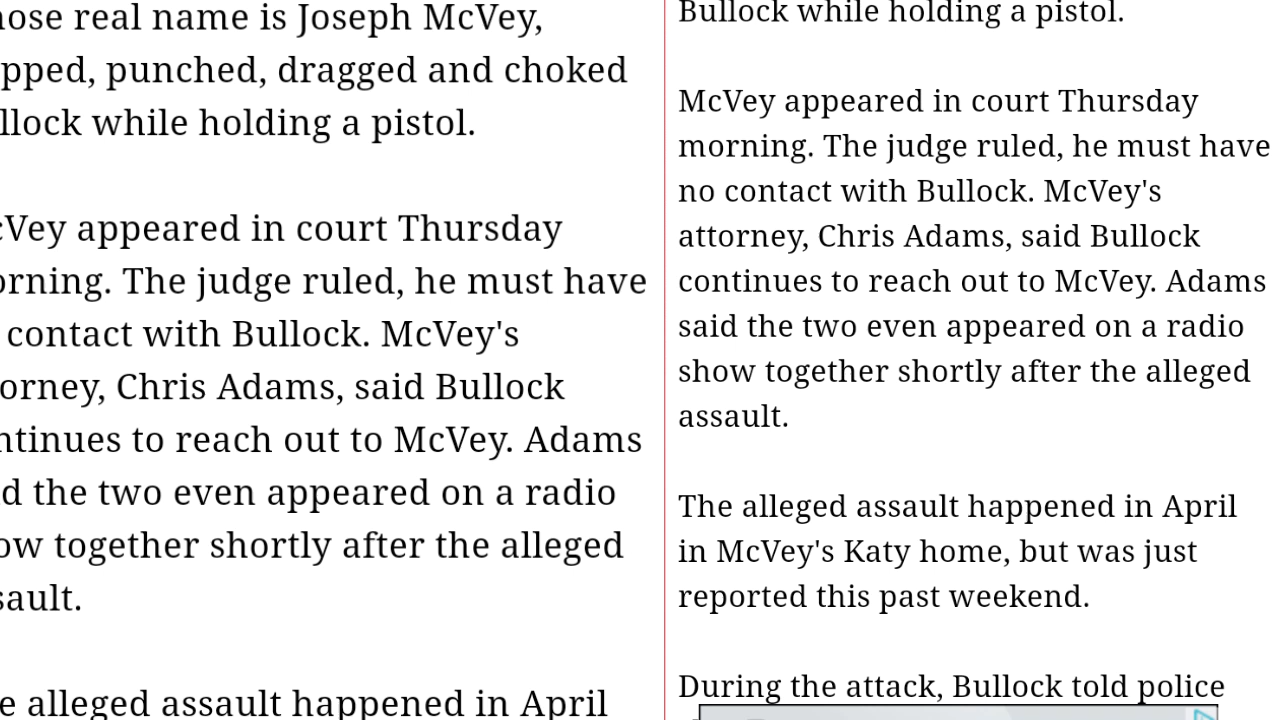 hose real name is Joseph McVey,
pped, punched, dragged and choked
llock while holding a pistol.
cVey appeared in court Thursday
orning. The judge ruled, he must have
contact with Bullock. McVey's
orney, Chris Adams, said Bullock
ntinues to reach out to McVey. Adams
d the two even appeared on a radio
ow together shortly after the alleged
sault.
e alleged assault happened in April
Bullock while holding a pistol.
McVey appeared in court Thursday
morning. The judge ruled, he must have
no contact with Bullock. McVey's
attorney, Chris Adams, said Bullock
continues to reach out to McVey. Adams
said the two even appeared on a radio
show together shortly after the alleged
assault.
The alleged assault happened in April
in McVey's Katy home, but was just
reported this past weekend.
During the attack, Bullock told police